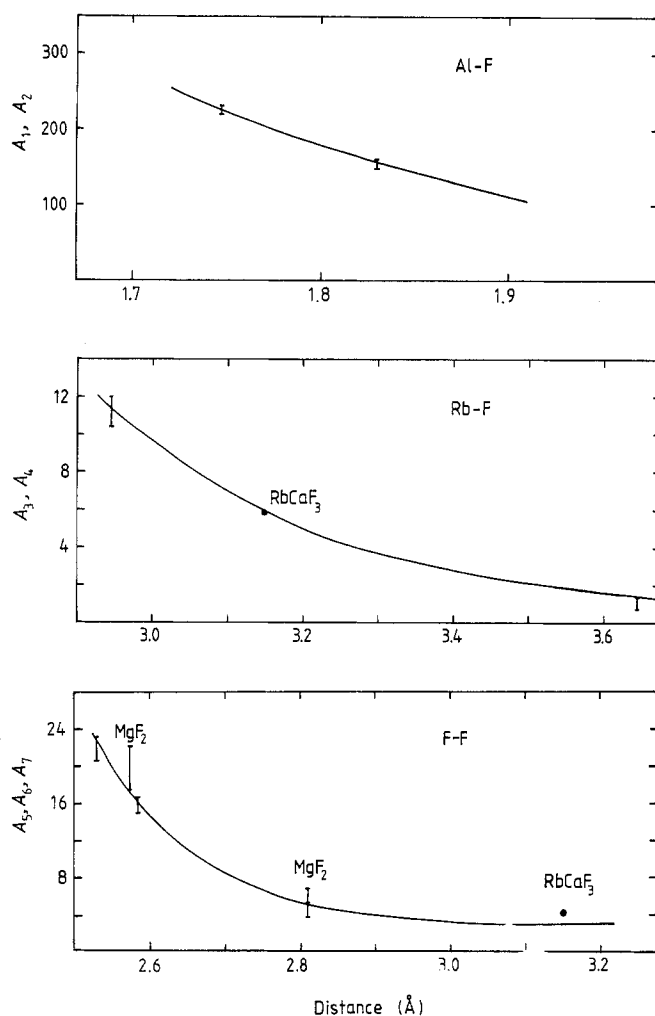 300
Al-F
A₁, A₂
200
100
1.7
1.8
1.9
12
Rb-F
A₃, A₄
8
RbCaF₃
4
3.0
3.2
3.4
3.6
24
MgF₂
F-F
A₅, A₆, A₇
16
MgF₂
RbCaF₃
8
2.6
2.8
3.0
3.2
Distance (Å)